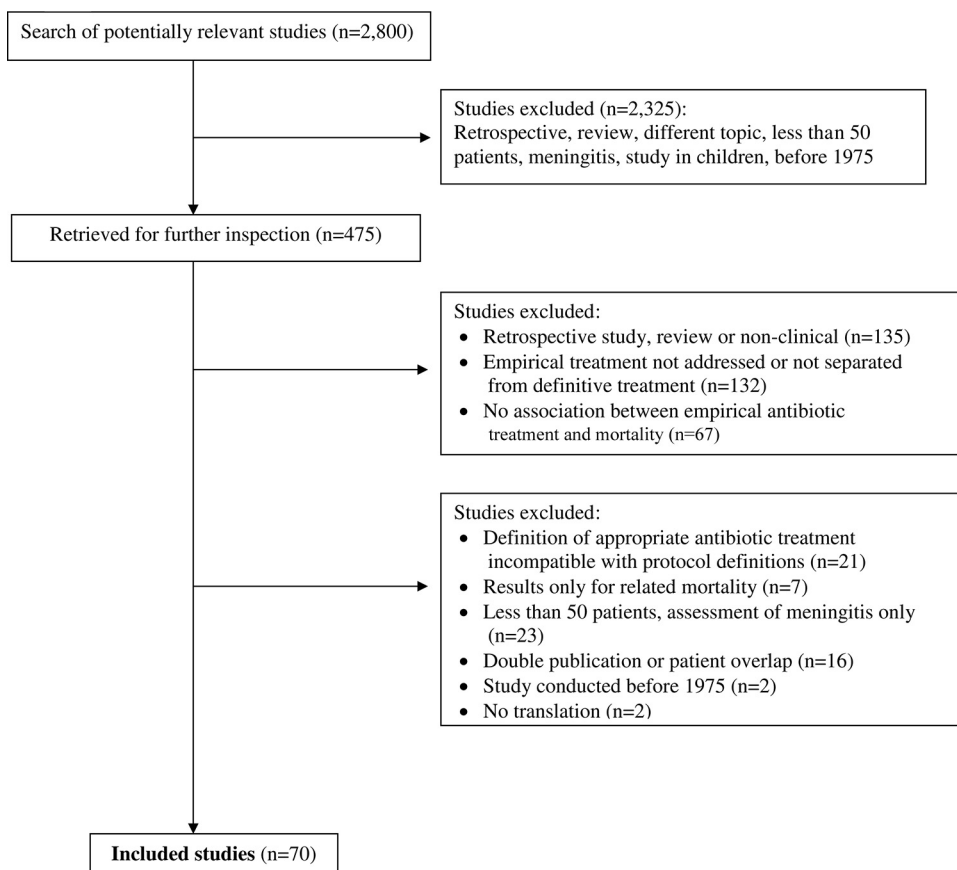 Search of potentially relevant studies (n=2,800)
Studies excluded (n=2,325):
Retrospective, review, different topic, less than 50
patients, meningitis, study in children, before 1975
Retrieved for further inspection (n=475)
Studies excluded:
• Retrospective study, review or non-clinical (n=135)
• Empirical treatment not addressed or not separated
from definitive treatment (n=132)
• No association between empirical antibiotic
treatment and mortality (n=67)
Studies excluded:
• Definition of appropriate antibiotic treatment
incompatible with protocol definitions (n=21)
• Results only for related mortality (n=7)
• Less than 50 patients, assessment of meningitis only
(n=23)
• Double publication or patient overlap (n=16)
• Study conducted before 1975 (n=2)
• No translation (n=2)
Included studies (n=70)